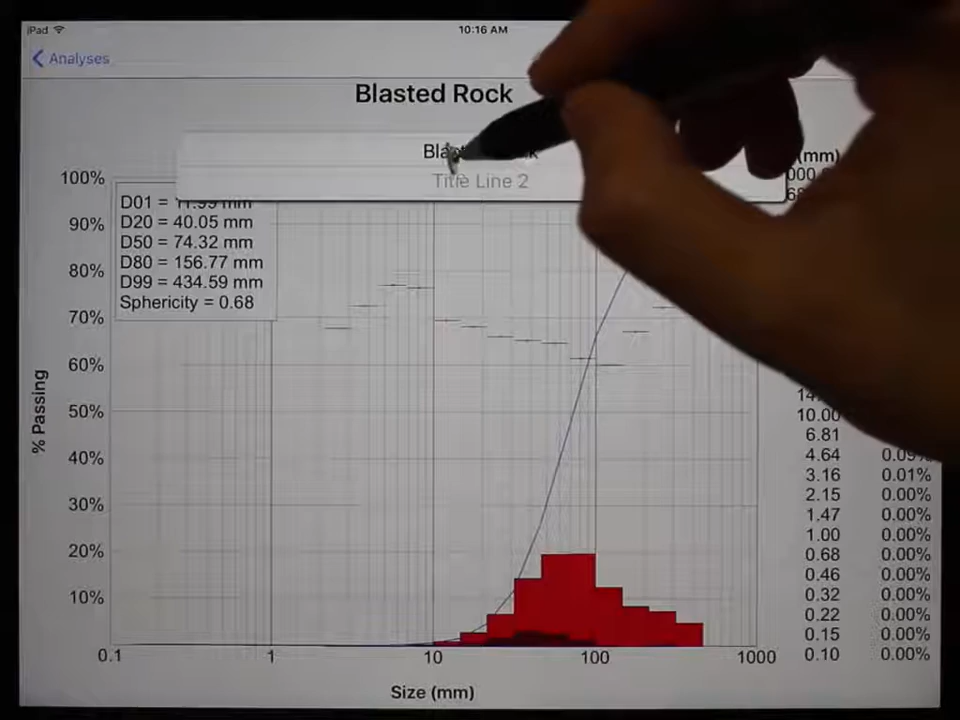 iPad
10:16 AM
Analyses
Blasted Rock
Title Line 2
(mm)
100%
90%
80%
70%
60%
50%
40%
30%
20%
10%
% Passing
D01 = 11.99 mm
D20 = 40.05 mm
D50 = 74.32 mm
D80 = 156.77 mm
D99 = 434.59 mm
Sphericity = 0.68
10.00
6.81
4.64 0.09%
3.16 0.01%
2.15 0.00%
1.47 0.00%
1.00 0.00%
0.68 0.00%
0.46 0.00%
0.32 0.00%
0.22 0.00%
0.15 0.00%
0.10 0.00%
0.1 1 10 100 1000
Size (mm)